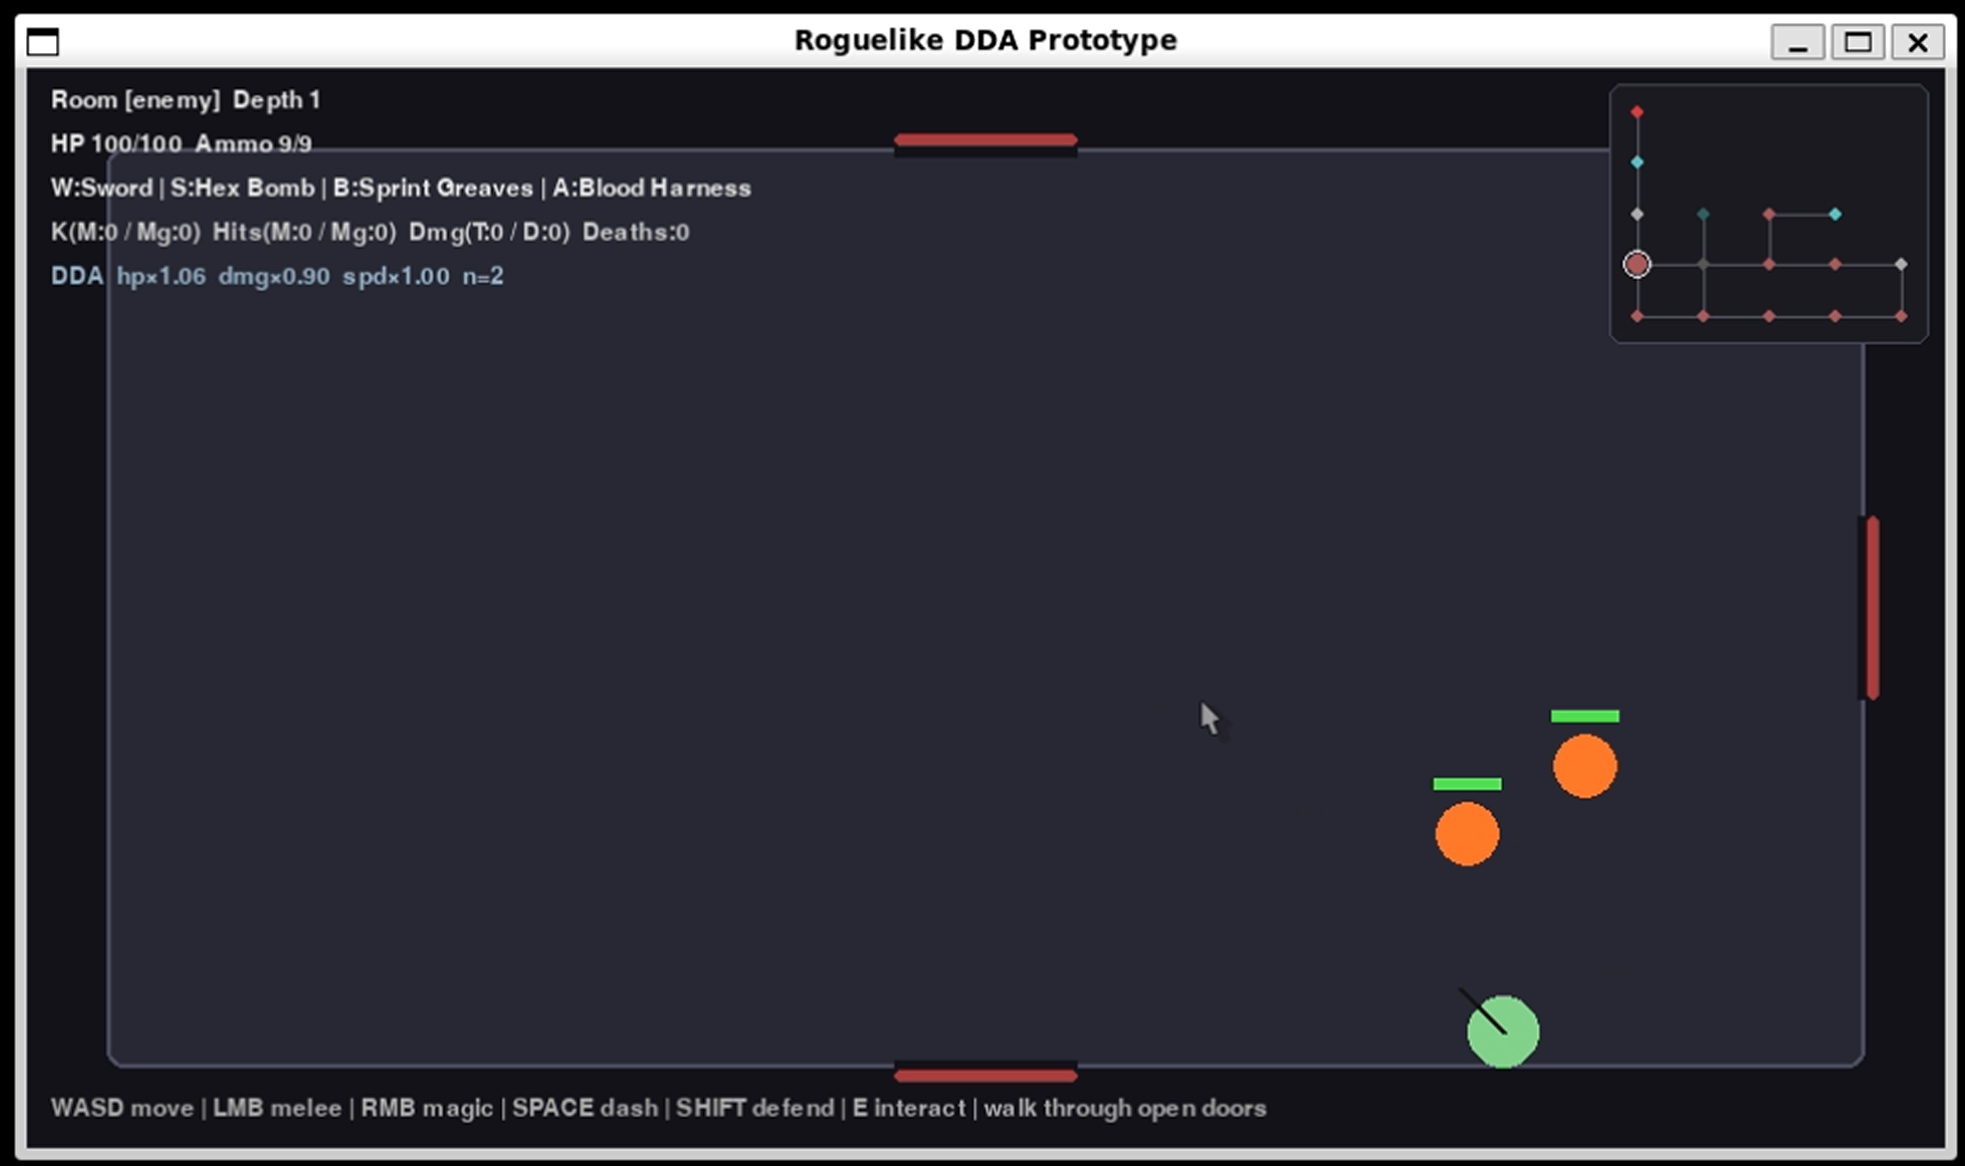 Roguelike DDA Prototype
Room [enemy] Depth 1
HP 100/100 Ammo 9/9
W:Sword | S:Hex Bomb | B:Sprint Greaves | A:Blood Harness
K(M:0 / Mg:0) Hits(M:0 / Mg:0) Dmg(T:0 / D:0) Deaths:0
DDA hp×1.06 dmg×0.90 spd×1.00 n=2
WASD move | LMB melee | RMB magic | SPACE dash | SHIFT defend | E interact | walk through open doors